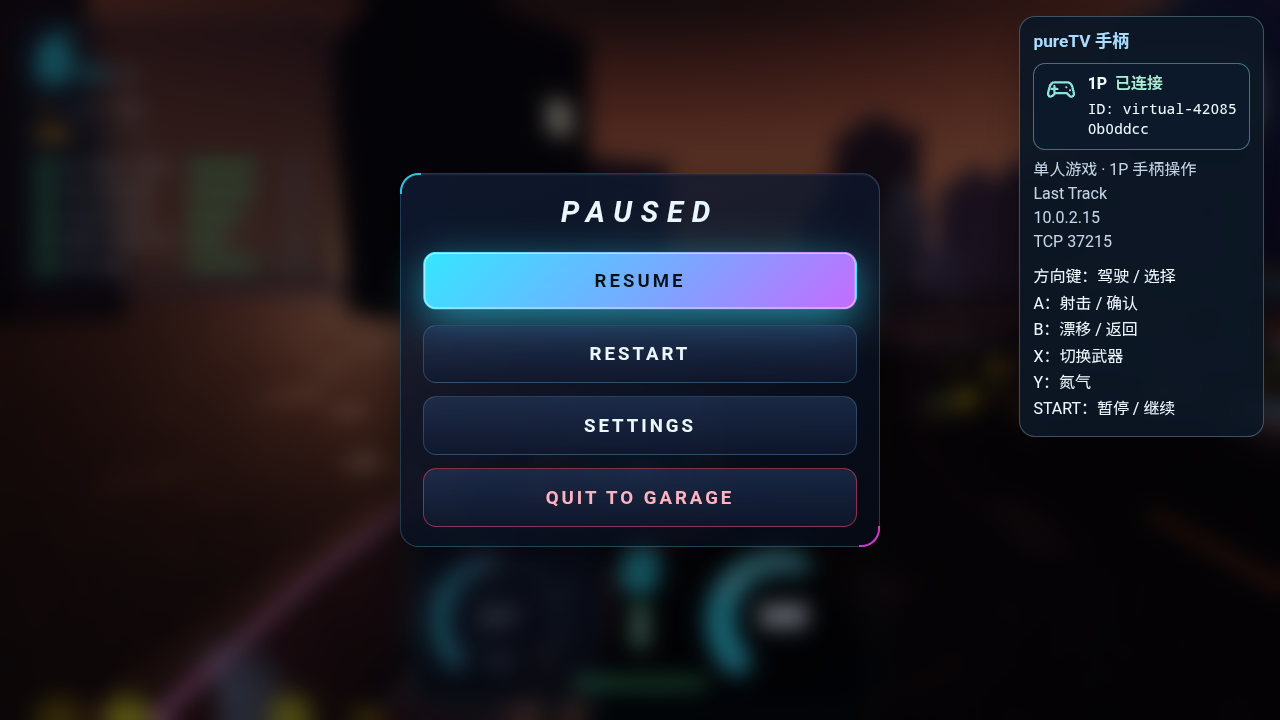 PAUSED
RESUME
RESTART
SETTINGS
QUIT TO GARAGE
pureTV 手柄
1P 已连接
ID: virtual-42085
0b0ddcc
单人游戏 · 1P 手柄操作
Last Track
10.0.2.15
TCP 37215
方向键：驾驶 / 选择
A：射击 / 确认
B：漂移 / 返回
X：切换武器
Y：氮气
START：暂停 / 继续